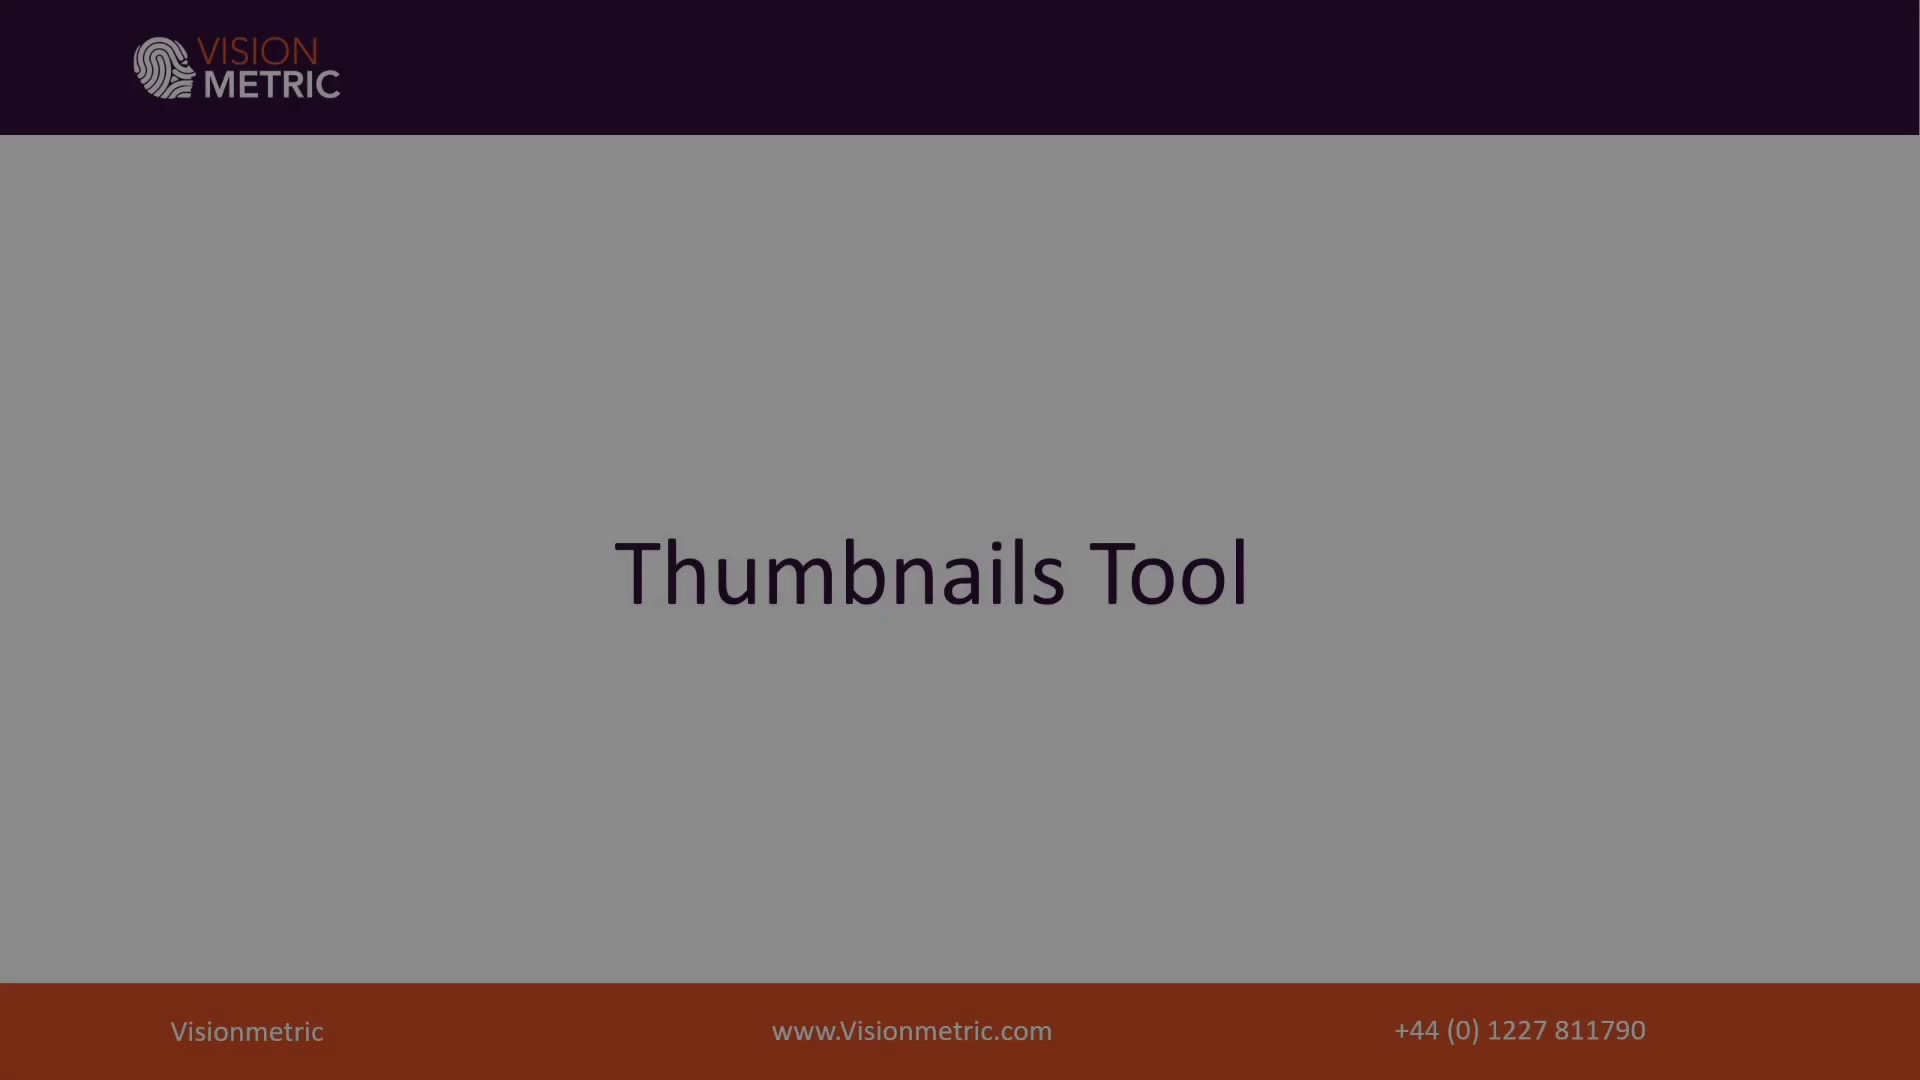 VISION
METRIC
Thumbnails Tool
Visionmetric
www.Visionmetric.com
+44 (0) 1227 811790